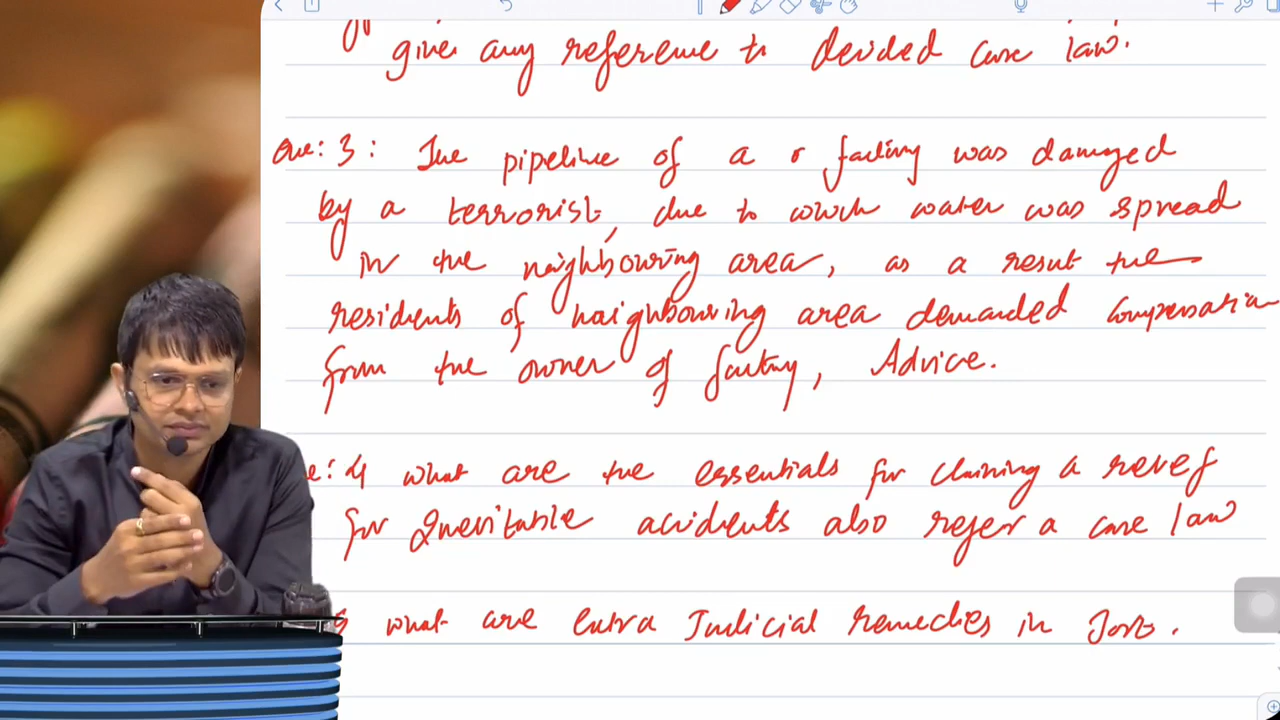 give any reference to decided case law.
Que: 3: The pipeline of a factory was damaged
by a terrorist, due to which water was spread
in the neighbouring area, as a result the
residents of neighbouring area demanded compensation
from the owner of factory, Advice.
4 what are the essentials for claiming a relief
for Inevitable accidents also refer a case law
what are extra Judicial remedies in Torts.